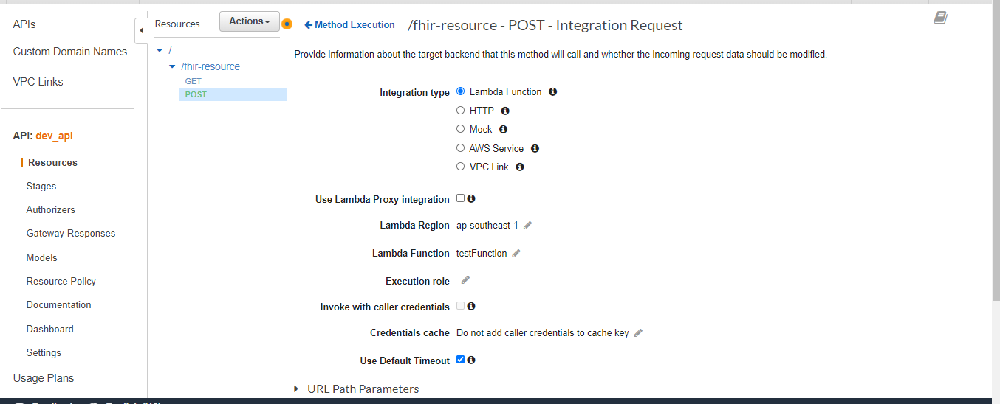 APIs
Custom Domain Names
VPC Links
API: dev_api
Resources
Stages
Authorizers
Gateway Responses
Models
Resource Policy
Documentation
Dashboard
Settings
Usage Plans
Resources
Actions
/
/fhir-resource
GET
POST
Method Execution /fhir-resource - POST - Integration Request
Provide information about the target backend that this method will call and whether the incoming request data should be modified.
Integration type Lambda Function
HTTP
Mock
AWS Service
VPC Link
Use Lambda Proxy integration
Lambda Region ap-southeast-1
Lambda Function testFunction
Execution role
Invoke with caller credentials
Credentials cache Do not add caller credentials to cache key
Use Default Timeout
URL Path Parameters